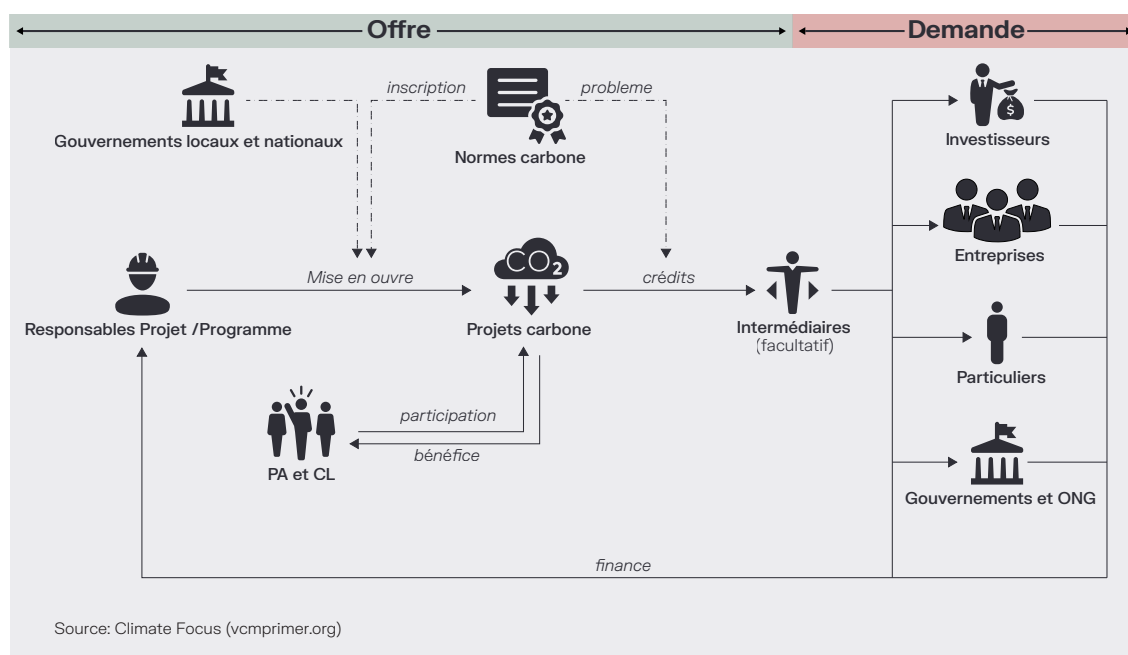 Offre
Demande
inscription
probleme
Gouvernements locaux et nationaux
Normes carbone
$
Investisseurs
Entreprises
CO2
Mise en ouvre
crédits
Responsables Projet /Programme
Projets carbone
Intermédiaires
(facultatif)
Particuliers
participation
bénéfice
PA et CL
Gouvernements et ONG
finance
Source: Climate Focus (vcmprimer.org)